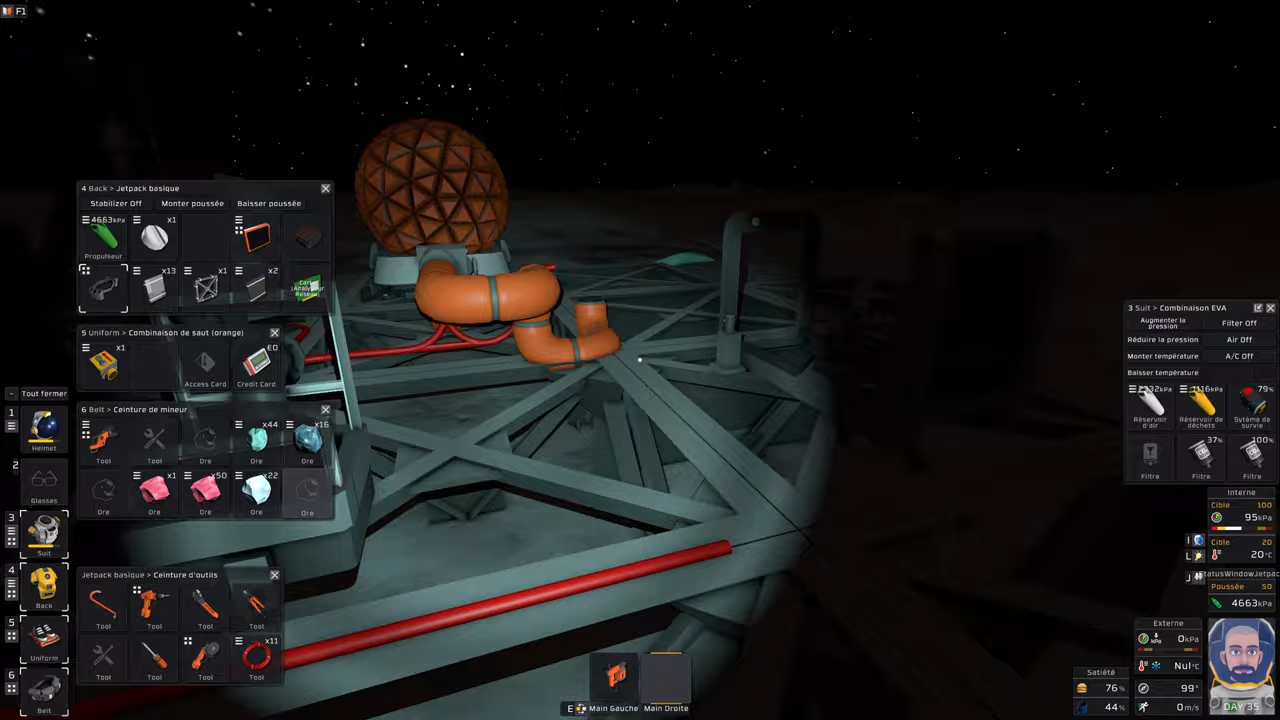 F1
4 Back > Jetpack basique
Stabilizer Off Monter poussée Baisser poussée
4663kPa x1
Propulseur
x13 x1 x2
5 Uniform > Combinaison de saut (orange)
x1 €0
Access Card Credit Card
Tout fermer
6 Belt > Ceinture de mineur
x44 x16
Tool Tool Ore Ore Ore
x1 x50 x22
Ore Ore Ore Ore Ore
Jetpack basique > Ceinture d'outils
Tool Tool Tool Tool
x11
Tool Tool Tool Tool
1
Helmet
2
Glasses
3
Suit
4
Back
5
Uniform
6
Belt
E Main Gauche Main Droite
3 Suit > Combinaison EVA
Augmenter la pression Filter Off
Réduire la pression Air Off
Monter température A/C Off
Baisser température
79%
Réservoir d'air Réservoir de déchets Sytème de survie
37% 100%
Filtre Filtre Filtre
Interne
Cible 100
95kPa
Cible 20
20°C
StatusWindowJetpac
Poussée 50
4663kPa
Externe
kPa 0kPa
Nul°C
99°
0m/s
Satiété
76%
44%
DAY 35